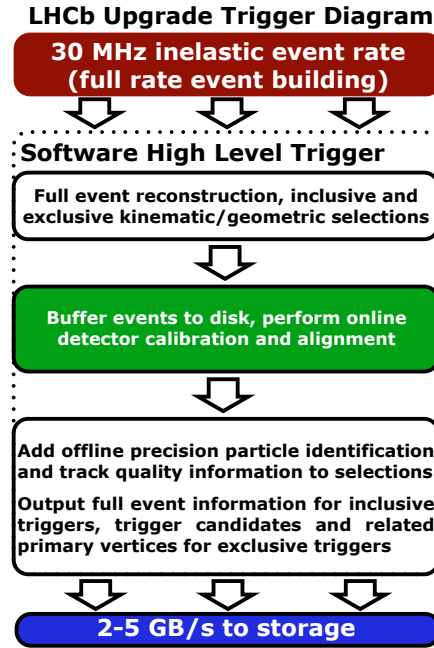 LHCb Upgrade Trigger Diagram
30 MHz inelastic event rate
(full rate event building)
Software High Level Trigger
Full event reconstruction, inclusive and
exclusive kinematic/geometric selections
Buffer events to disk, perform online
detector calibration and alignment
Add offline precision particle identification
and track quality information to selections
Output full event information for inclusive
triggers, trigger candidates and related
primary vertices for exclusive triggers
2-5 GB/s to storage